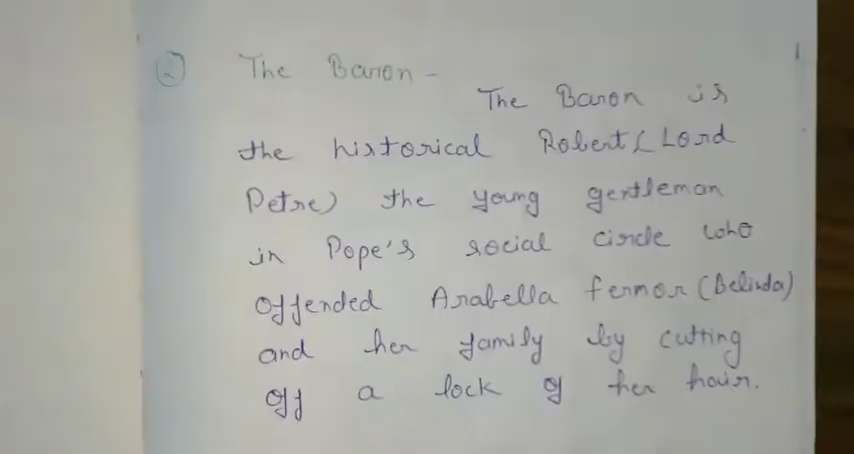 ② The Baron -
The Baron is
the historical Robert (Lord
Petre) the young gentleman
in Pope's social circle who
offended Arabella fermor (Belinda)
and her family by cutting
off a lock of her hair.